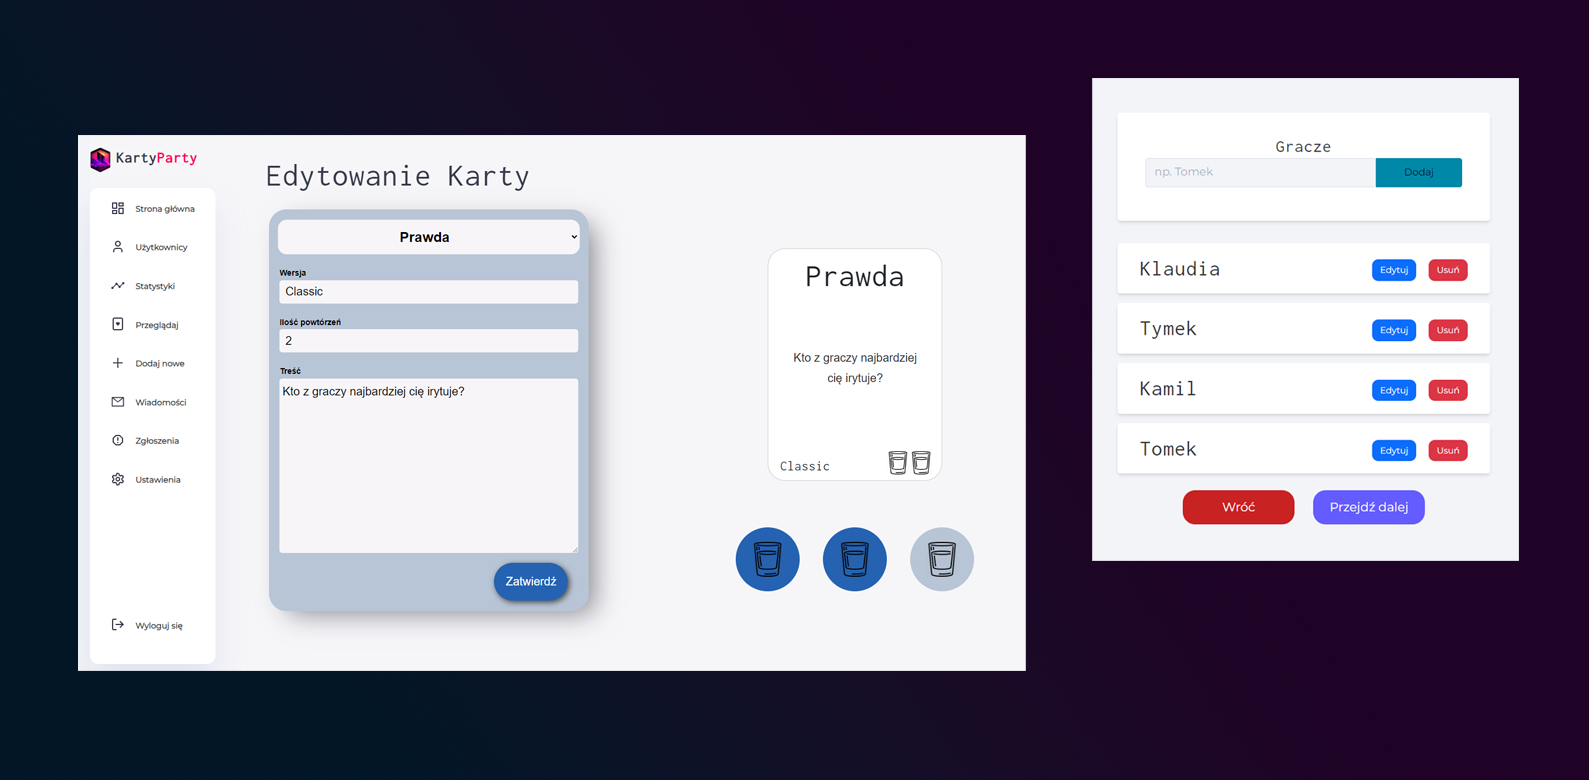 KartyParty
Strona główna
Użytkownicy
Statystyki
Przeglądaj
Dodaj nowe
Wiadomości
Zgłoszenia
Ustawienia
Wyloguj się
Edytowanie Karty
Prawda
Wersja
Classic
Ilość powtórzeń
2
Treść
Kto z graczy najbardziej cię irytuje?
Zatwierdź
Prawda
Kto z graczy najbardziej
cię irytuje?
Classic
Gracze
np. Tomek Dodaj
Klaudia Edytuj Usuń
Tymek Edytuj Usuń
Kamil Edytuj Usuń
Tomek Edytuj Usuń
Wróć Przejdź dalej